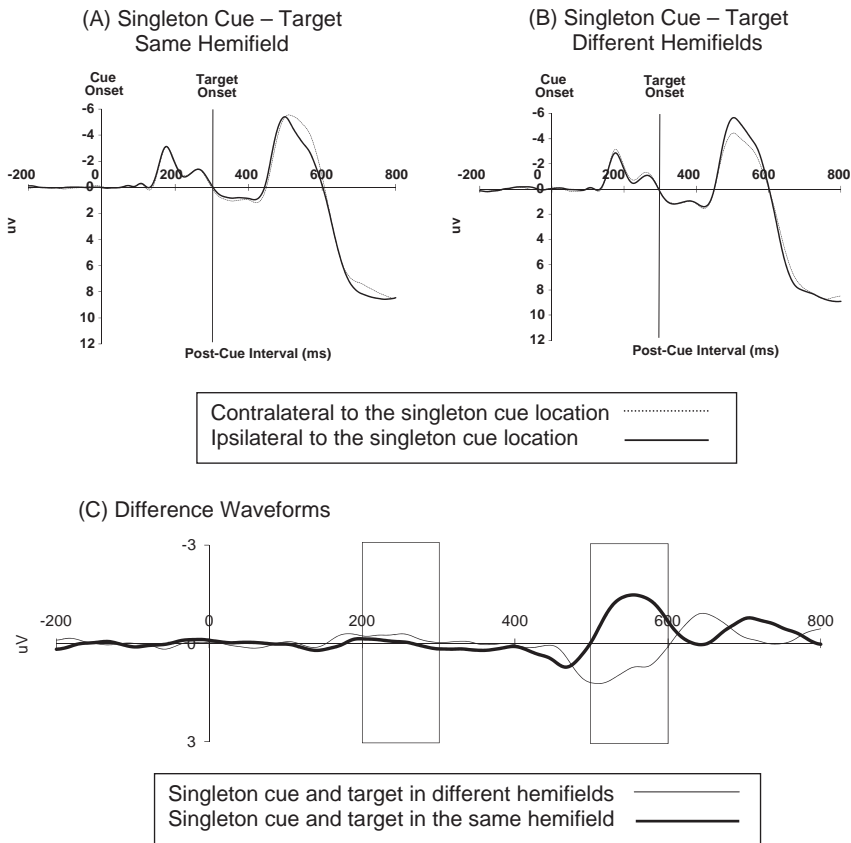 (A) Singleton Cue – Target
Same Hemifield
Cue
Onset
Target
Onset
-6
-4
-2
-200
0
200
400
600
800
0
2
4
6
8
10
12
uv
Post-Cue Interval (ms)
(B) Singleton Cue – Target
Different Hemifields
Cue
Onset
Target
Onset
-6
-4
-2
-200
0
200
400
600
800
0
2
4
6
8
10
12
uv
Post-Cue Interval (ms)
Contralateral to the singleton cue location
Ipsilateral to the singleton cue location
(C) Difference Waveforms
-3
-200
0
200
400
600
800
uV
0
3
Singleton cue and target in different hemifields
Singleton cue and target in the same hemifield